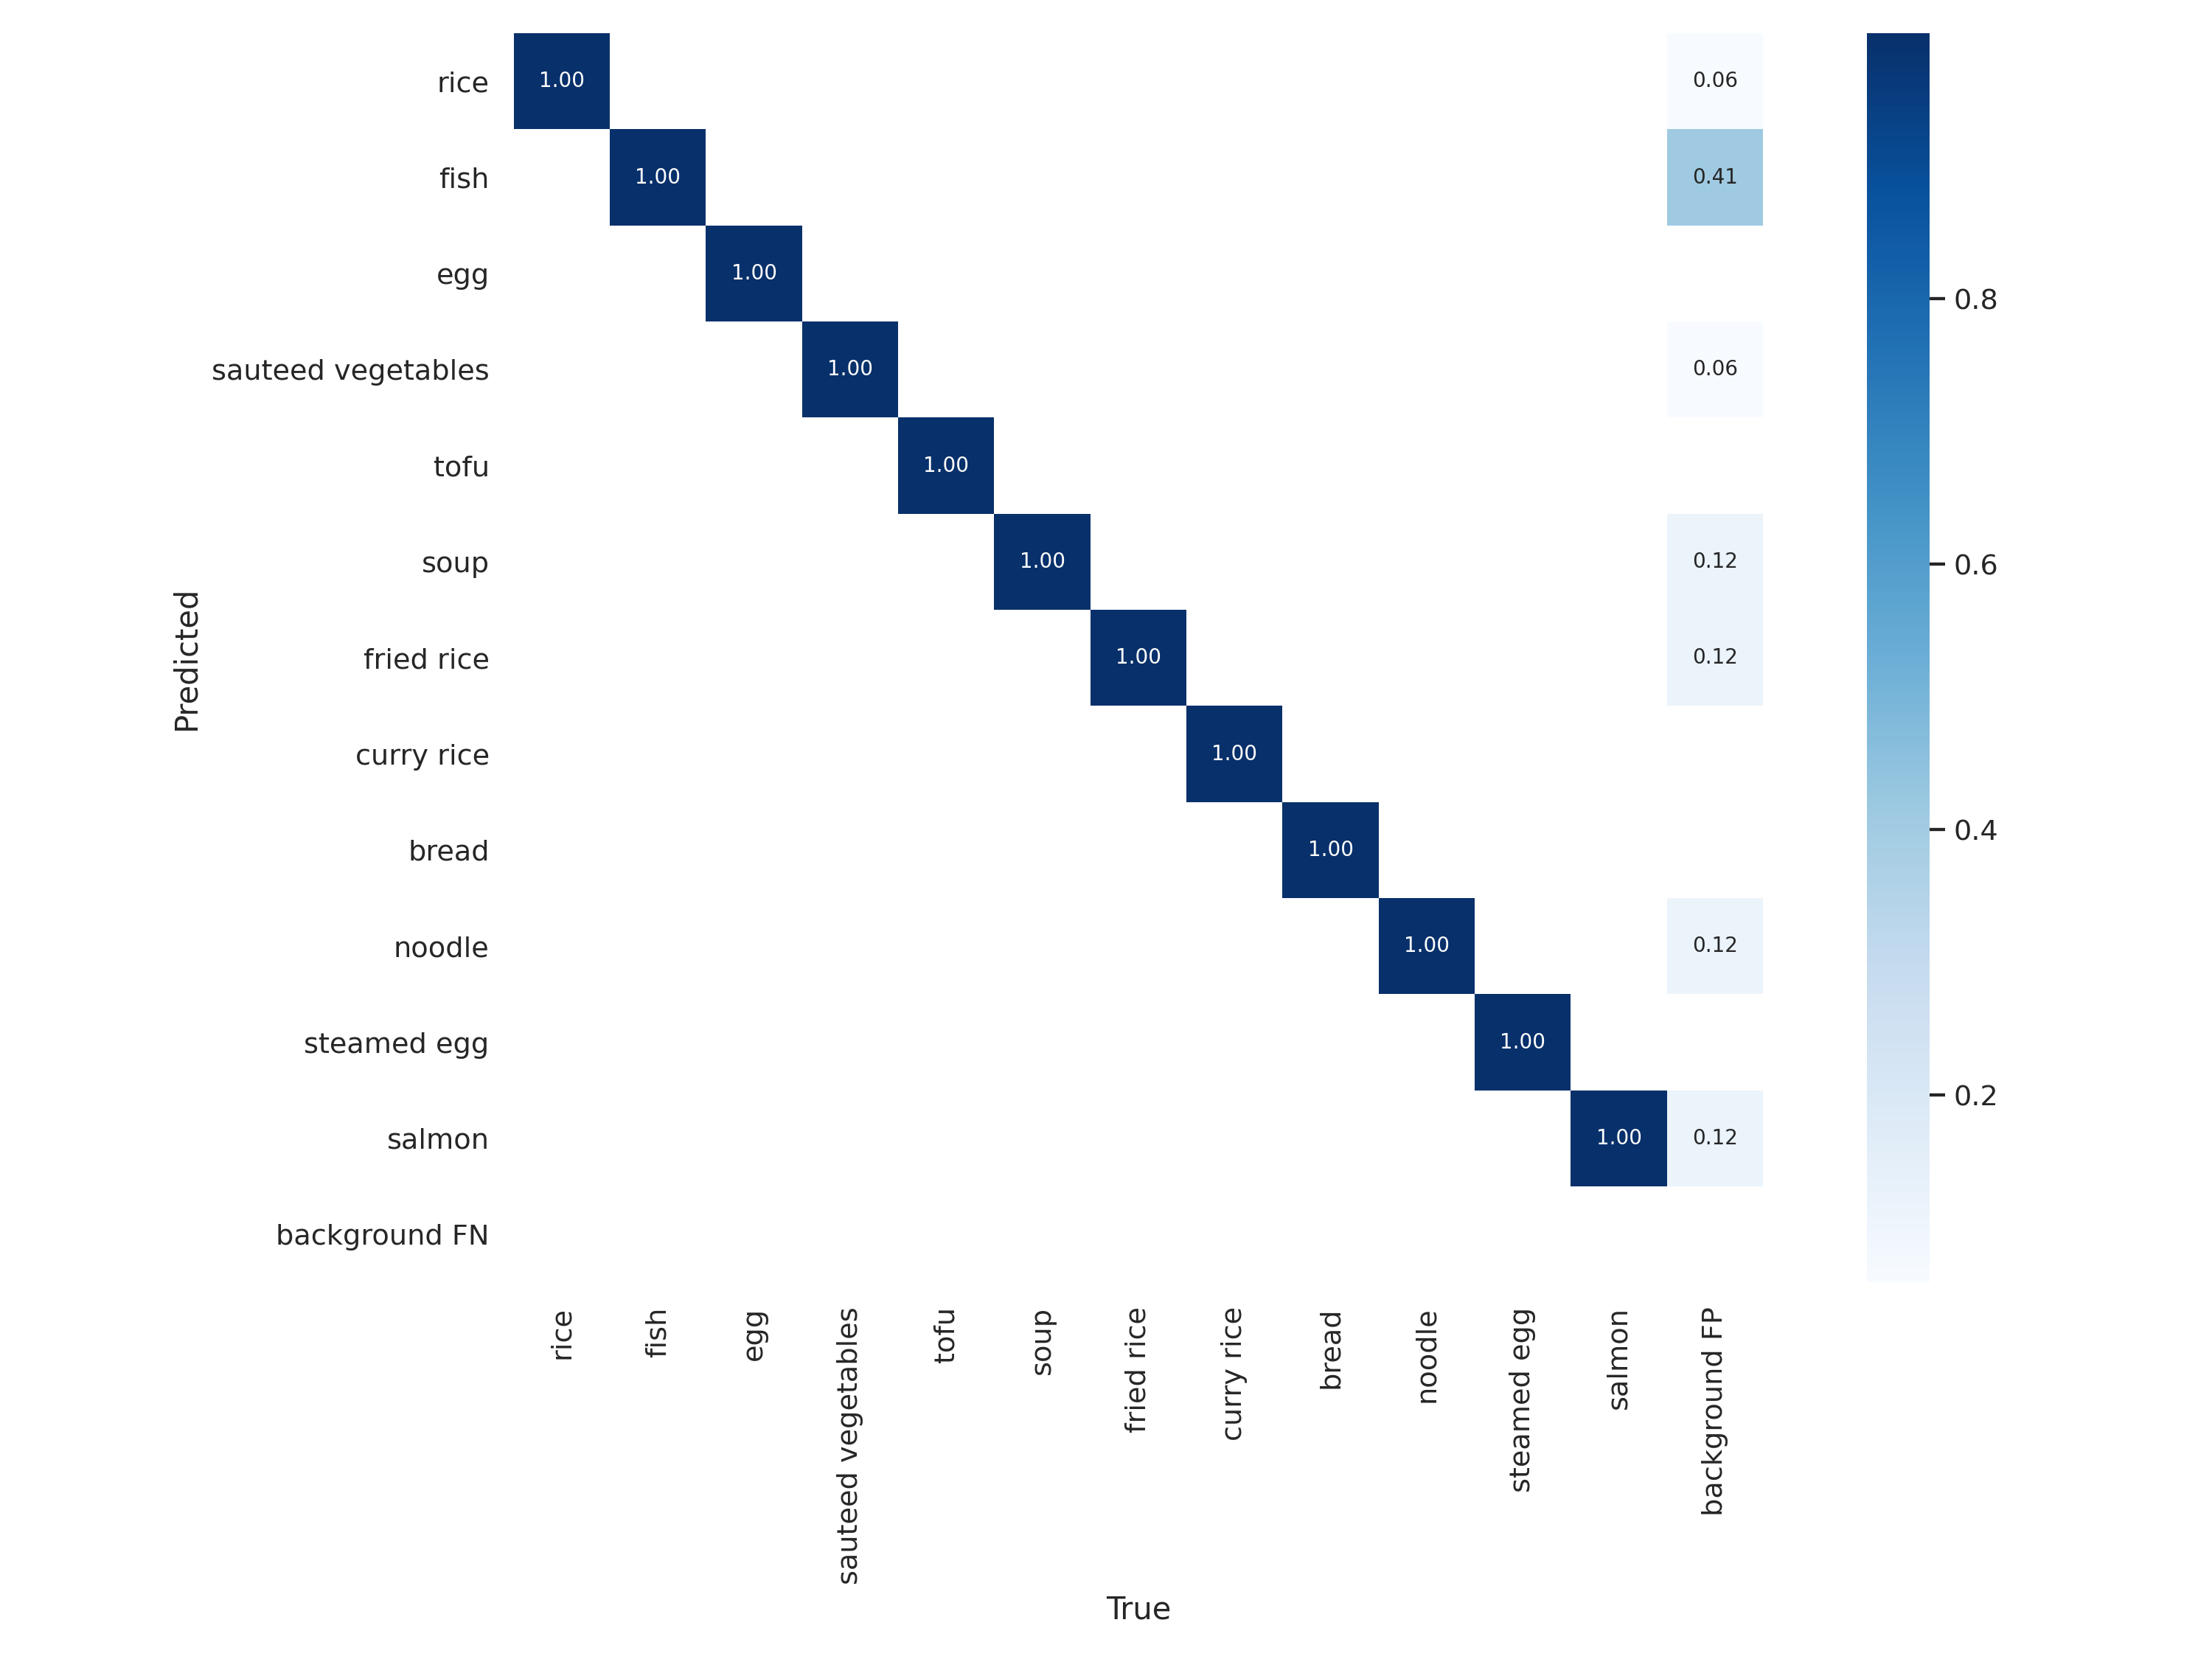 rice 1.00 0.06
fish 1.00 0.41
egg 1.00
0.8
sauteed vegetables 1.00 0.06
tofu 1.00
soup 1.00 0.12
0.6
fried rice 1.00 0.12
Predicted
curry rice 1.00
0.4
bread 1.00
noodle 1.00 0.12
steamed egg 1.00
0.2
salmon 1.00 0.12
background FN
rice
fish
egg
sauteed vegetables
tofu
soup
fried rice
curry rice
bread
noodle
steamed egg
salmon
background FP
True